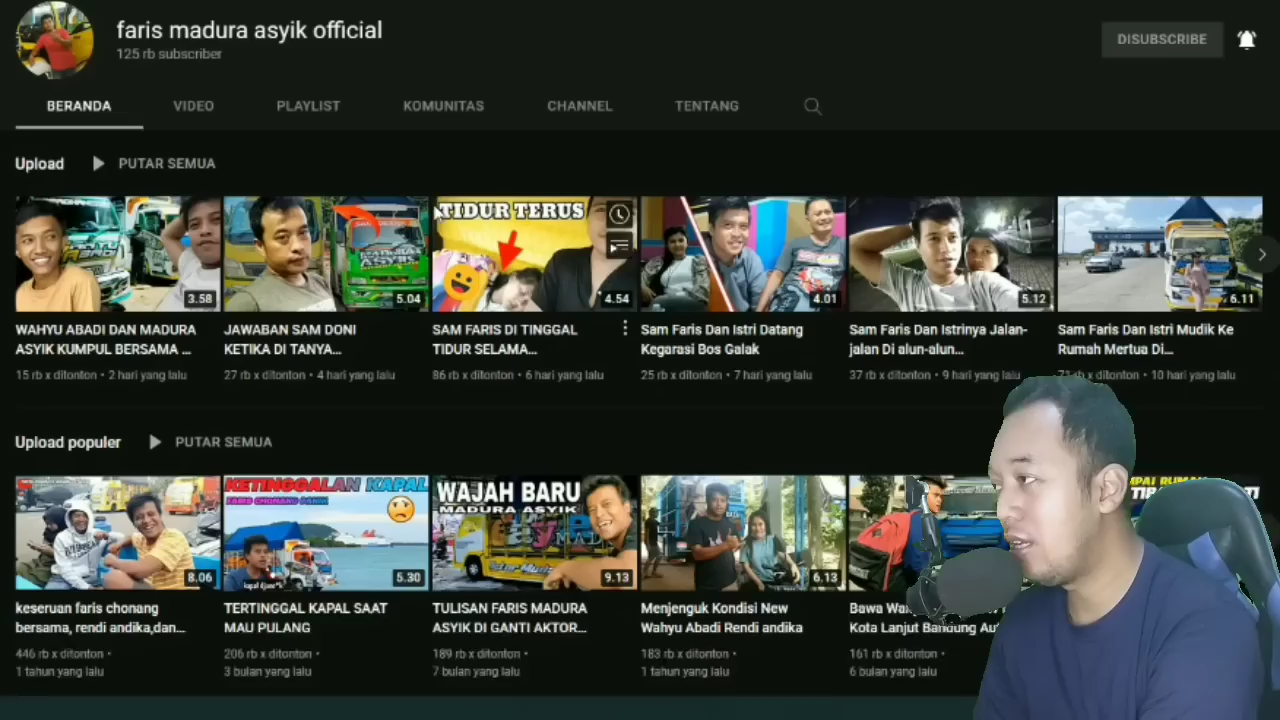 faris madura asyik official
125 rb subscriber
DISUBSCRIBE
BERANDA VIDEO PLAYLIST KOMUNITAS CHANNEL TENTANG
Upload PUTAR SEMUA
TIDUR TERUS
3.58 5.04 4.54 4.01 5.12 6.11
WAHYU ABADI DAN MADURA ASYIK KUMPUL BERSAMA ...
15 rb x ditonton • 2 hari yang lalu
JAWABAN SAM DONI KETIKA DI TANYA...
27 rb x ditonton • 4 hari yang lalu
SAM FARIS DI TINGGAL TIDUR SELAMA...
86 rb x ditonton • 6 hari yang lalu
Sam Faris Dan Istri Datang Kegarasi Bos Galak
25 rb x ditonton • 7 hari yang lalu
Sam Faris Dan Istrinya Jalan-jalan Di alun-alun...
37 rb x ditonton • 9 hari yang lalu
Sam Faris Dan Istri Mudik Ke Rumah Mertua Di...
x ditonton • 10 hari yang lalu
Upload populer PUTAR SEMUA
KETINGGALAN KAPAL
WAJAH BARU
MADURA ASYIK
8.06 5.30 9.13 6.13
keseruan faris chonang bersama, rendi andika,dan...
446 rb x ditonton •
1 tahun yang lalu
TERTINGGAL KAPAL SAAT MAU PULANG
206 rb x ditonton •
3 bulan yang lalu
TULISAN FARIS MADURA ASYIK DI GANTI AKTOR...
189 rb x ditonton •
7 bulan yang lalu
Menjenguk Kondisi New Wahyu Abadi Rendi andika
183 rb x ditonton •
1 tahun yang lalu
Bawa
Kota Lanjut Bandung
161 rb x ditonton •
6 bulan yang lalu